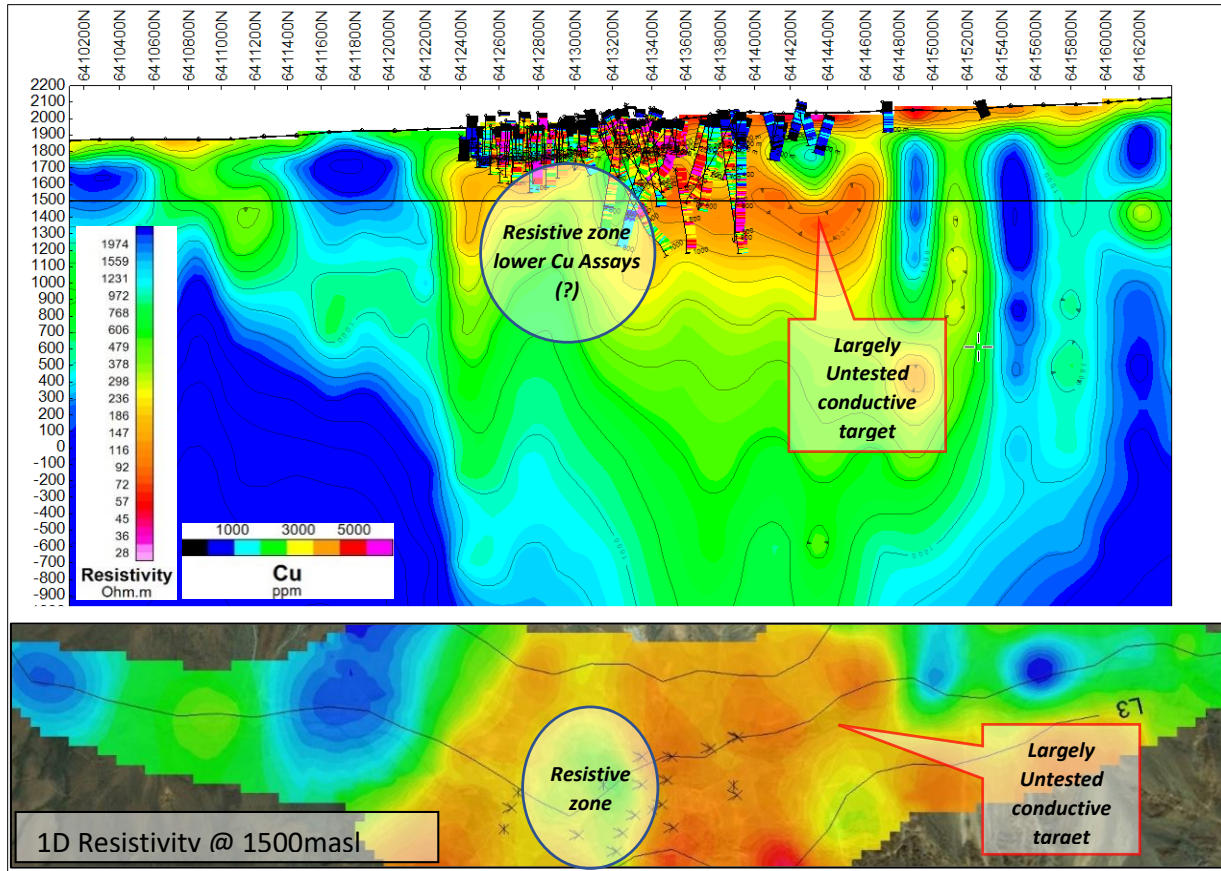 6410200N
6410400N
6410600N
6410800N
6411000N
6411200N
6411400N
6411600N
6411800N
6412000N
6412200N
6412400N
6412600N
6412800N
6413000N
6413200N
6413400N
6413600N
6413800N
6414000N
6414200N
6414400N
6414600N
6414800N
6415000N
6415200N
6415400N
6415600N
6415800N
6416000N
6416200N
2200
2100
2000
1900
1800
1700
1600
1500
1400
1300
1200
1100
1000
900
800
700
600
500
400
300
200
100
0
-100
-200
-300
-400
-500
-600
-700
-800
-900
1974
1559
1231
972
768
606
479
378
298
236
186
147
116
92
73
57
45
36
28
Resistivity
Ohm.m
1000 3000 5000
Cu
ppm
Resistive zone
lower Cu Assays
(?)
Largely
Untested
conductive
target
Resistive
zone
L3
Largely
Untested
conductive
target
1D Resistivity @ 1500masl